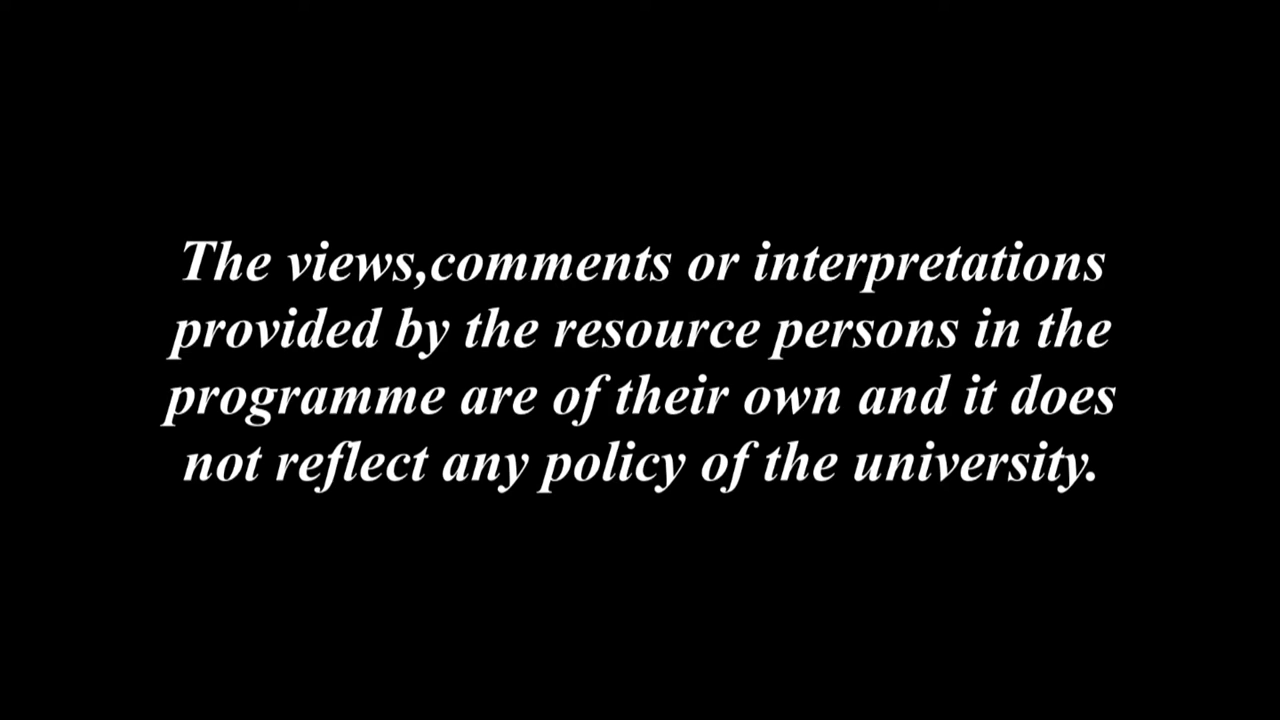 The views,comments or interpretations
provided by the resource persons in the
programme are of their own and it does
not reflect any policy of the university.